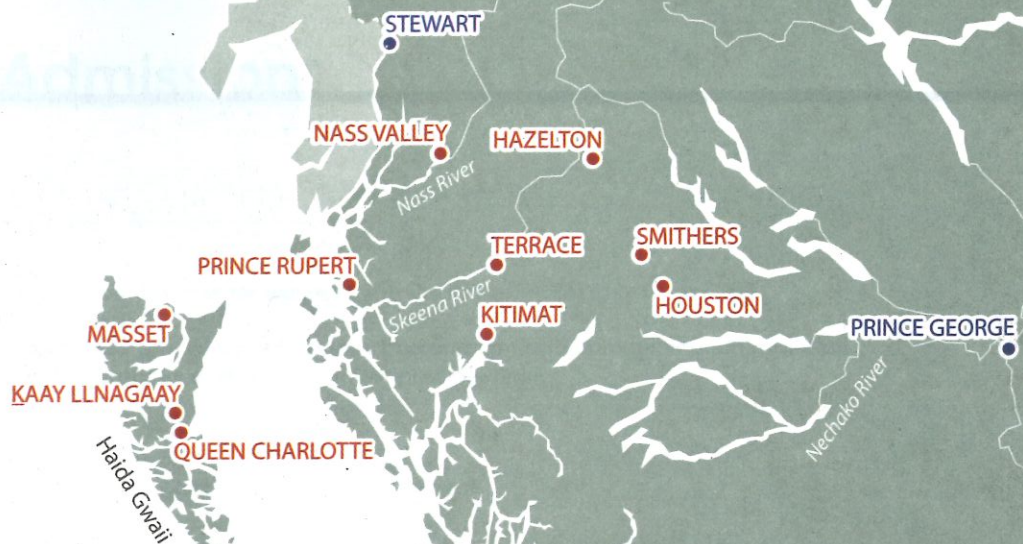 STEWART
NASS VALLEY
HAZELTON
Nass River
TERRACE
SMITHERS
PRINCE RUPERT
Skeena River
KITIMAT
HOUSTON
MASSET
PRINCE GEORGE
KAAY LLNAGAAY
Nechako River
QUEEN CHARLOTTE
Haida Gwaii